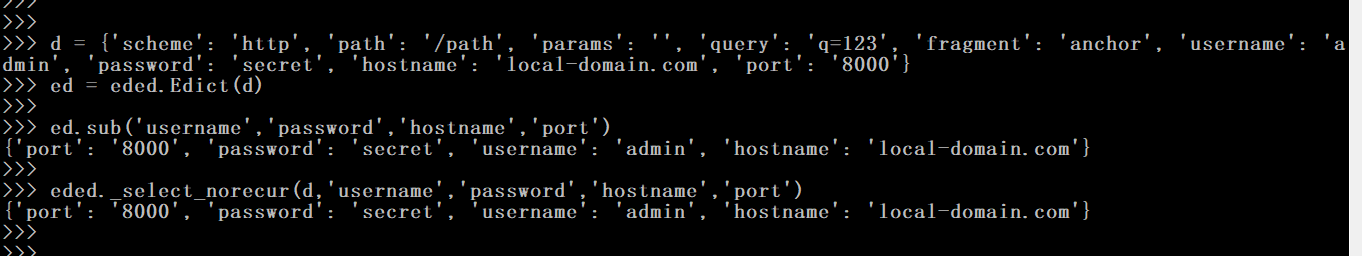 >>>
>>>
>>> d = {'scheme': 'http', 'path': '/path', 'params': '', 'query': 'q=123', 'fragment': 'anchor', 'username': 'a
dmin', 'password': 'secret', 'hostname': 'local-domain.com', 'port': '8000'}
>>> ed = eded.Edict(d)
>>>
>>> ed.sub('username','password','hostname','port')
{'port': '8000', 'password': 'secret', 'username': 'admin', 'hostname': 'local-domain.com'}
>>>
>>> eded._select_norecur(d,'username','password','hostname','port')
{'port': '8000', 'password': 'secret', 'username': 'admin', 'hostname': 'local-domain.com'}
>>>
>>>